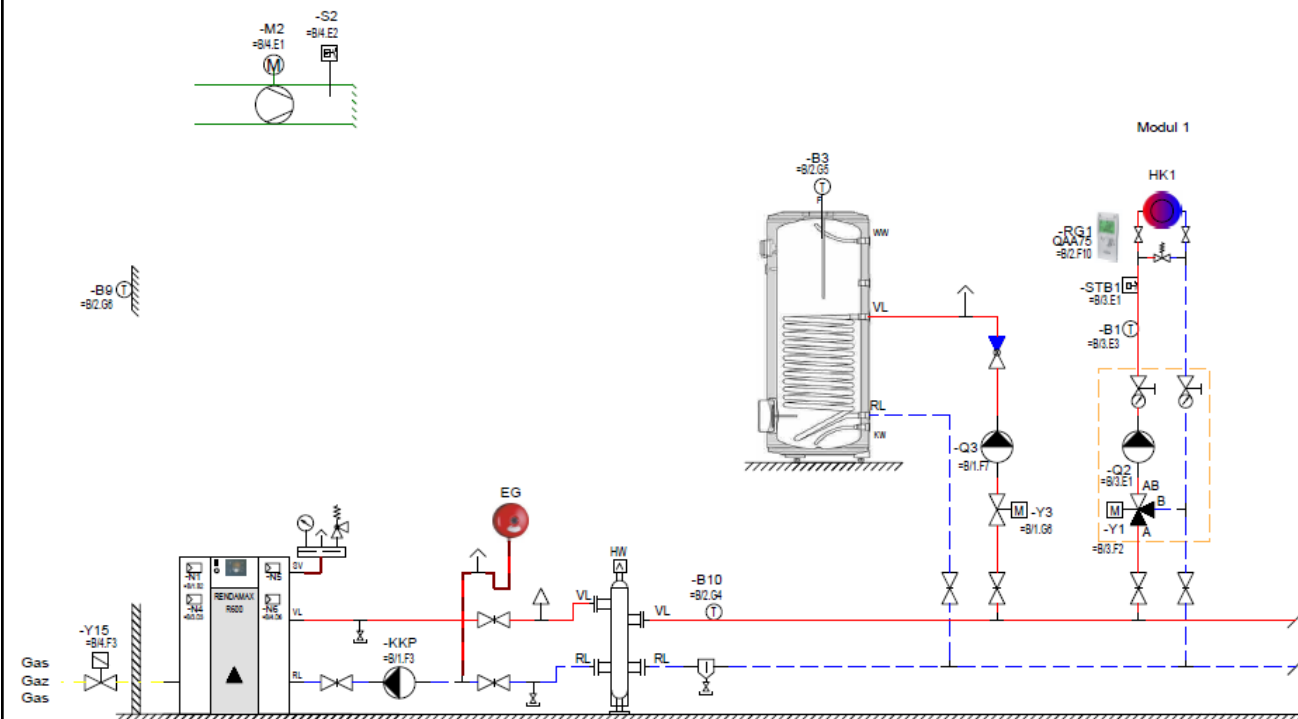 -M2
=B/4.E1
M
-S2
=B/4.E2
Modul 1
-B3
=B/2.G5
T
F
HK1
WW
-RG1
QAA75
=B/2.F10
-B9 T
=B/2.G6
-STB1
=B/3.E1
VL
-B1 T
=B/3.E3
RL
KW
-Q3
=B/1.F7
-Q2
=B/3.E1
AB
B
M -Y3
=B/1.G6
M
-Y1
A
=B/3.F2
EG
HW
SV
-N1
=B/1.B2
-N5
RENDAMAX
R600
-N4
-N6
VL
VL
VL
-B10
=B/2.G4
T
-Y15
=B/4.F3
-KKP
=B/1.F3
RL
RL
RL
Gas
Gaz
Gas